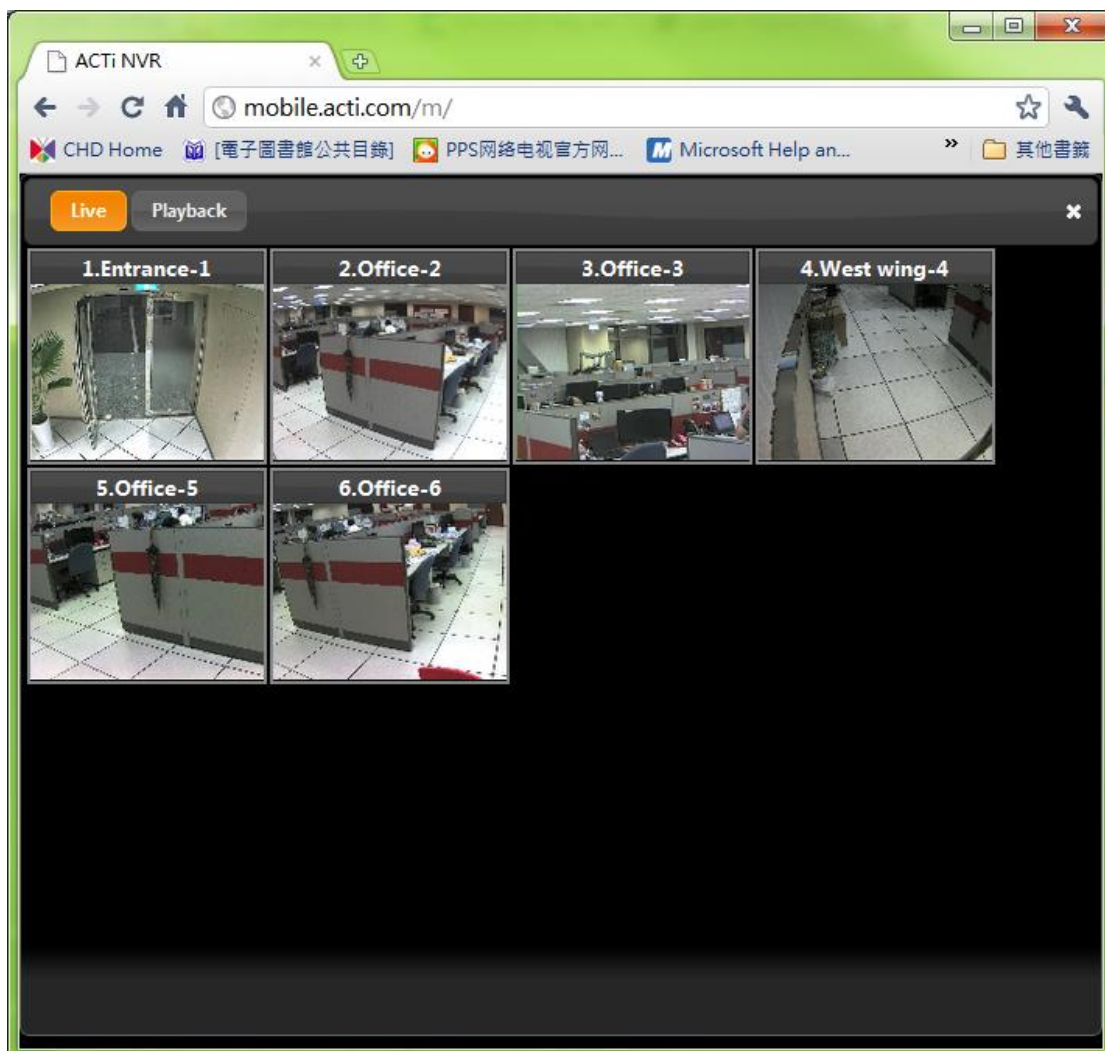 ACTi NVR
mobile.acti.com/m/
CHD Home [電子圖書館公共目錄] PPS网络电视官方网... Microsoft Help an... » 其他書籤
Live Playback
1.Entrance-1 2.Office-2 3.Office-3 4.West wing-4
5.Office-5 6.Office-6